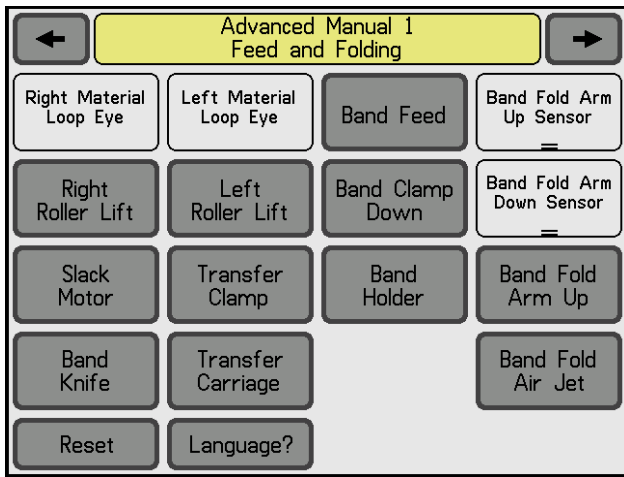 Advanced Manual 1
Feed and Folding
Right Material
Loop Eye
Left Material
Loop Eye
Band Feed
Band Fold Arm
Up Sensor
=
Right
Roller Lift
Left
Roller Lift
Band Clamp
Down
Band Fold Arm
Down Sensor
=
Slack
Motor
Transfer
Clamp
Band
Holder
Band Fold
Arm Up
Band
Knife
Transfer
Carriage
Band Fold
Air Jet
Reset
Language?